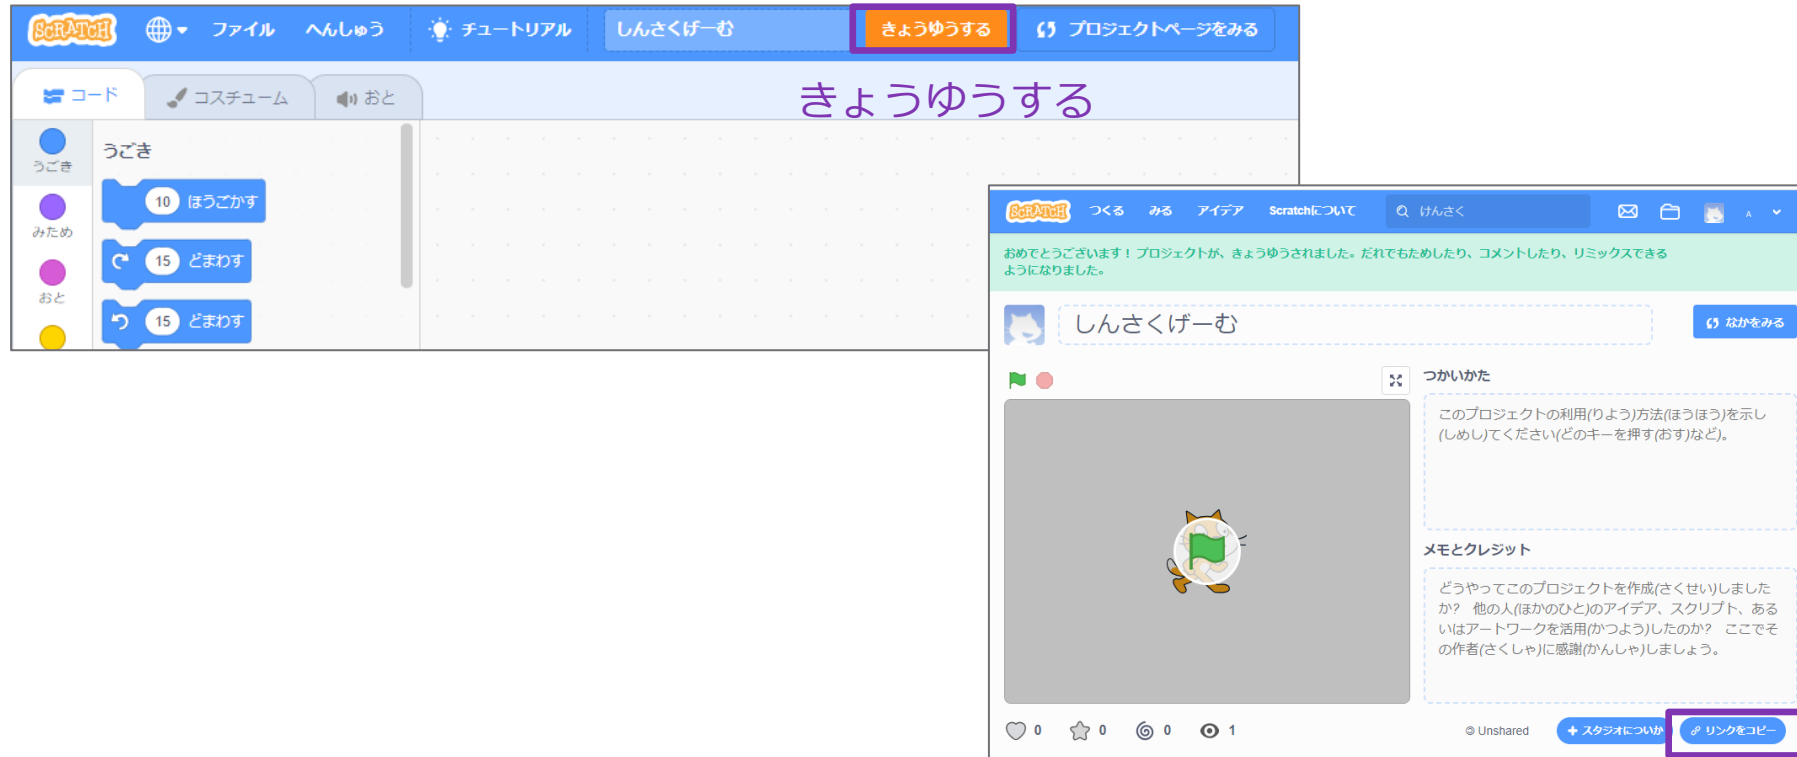 SCRATCH ファイル へんしゅう チュートリアル しんさくげーむ きょうゆうする プロジェクトページをみる
コード コスチューム おと
きょうゆうする
うごき
みため
おと
うごき
10 ほうごかす
15 どまわす
15 どまわす
SCRATCH つくる みる アイデア Scratchについて けんさく A
おめでとうございます！ プロジェクトが、きょうゆうされました。だれでもためしたり、コメントしたり、リミックスできる
ようになりました。
しんさくげーむ
なかをみる
つかいかた
このプロジェクトの利用(りよう)方法(ほうほう)を示し
(しめし)てください(どのキーを押す(おす)など)。
メモとクレジット
どうやってこのプロジェクトを作成(さくせい)しました
か? 他の人(ほかのひと)のアイデア、スクリプト、ある
いはアートワークを活用(かつよう)したのか? ここでそ
の作者(さくしゃ)に感謝(かんしゃ)しましょう。
0 0 0 1
Unshared
スタジオについか
リンクをコピー